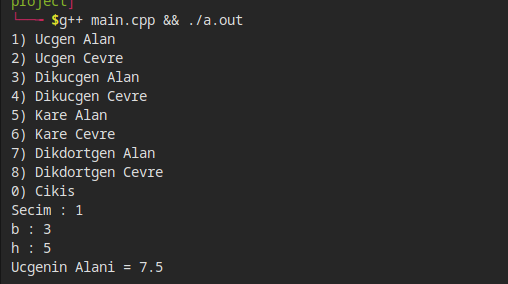 project]
└──╼ $g++ main.cpp && ./a.out
1) Ucgen Alan
2) Ucgen Cevre
3) Dikucgen Alan
4) Dikucgen Cevre
5) Kare Alan
6) Kare Cevre
7) Dikdortgen Alan
8) Dikdortgen Cevre
0) Cikis
Secim : 1
b : 3
h : 5
Ucgenin Alani = 7.5